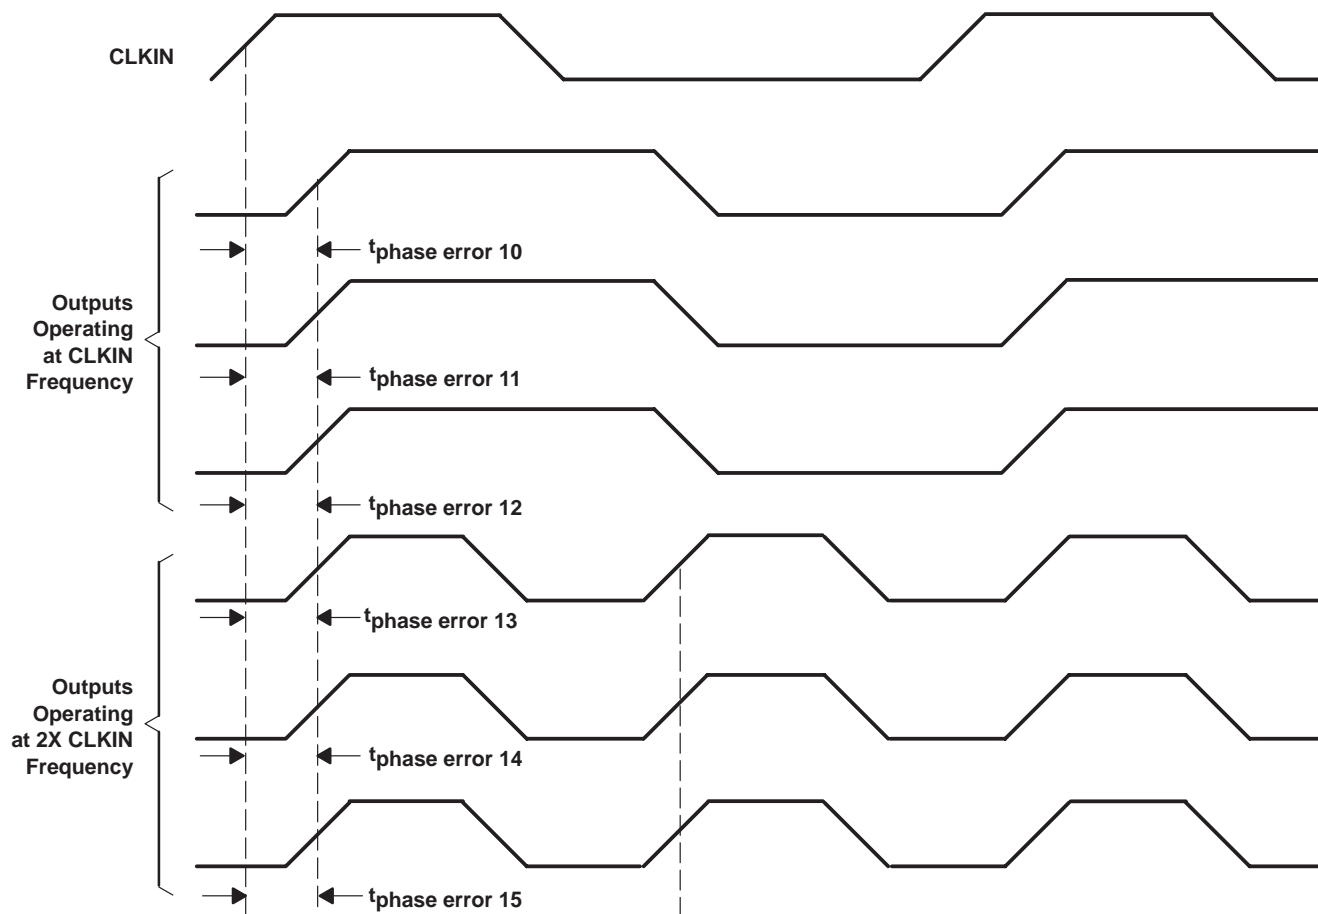 CLKIN
tphase error 10
Outputs
Operating
at CLKIN
Frequency
tphase error 11
tphase error 12
tphase error 13
Outputs
Operating
at 2X CLKIN
Frequency
tphase error 14
tphase error 15